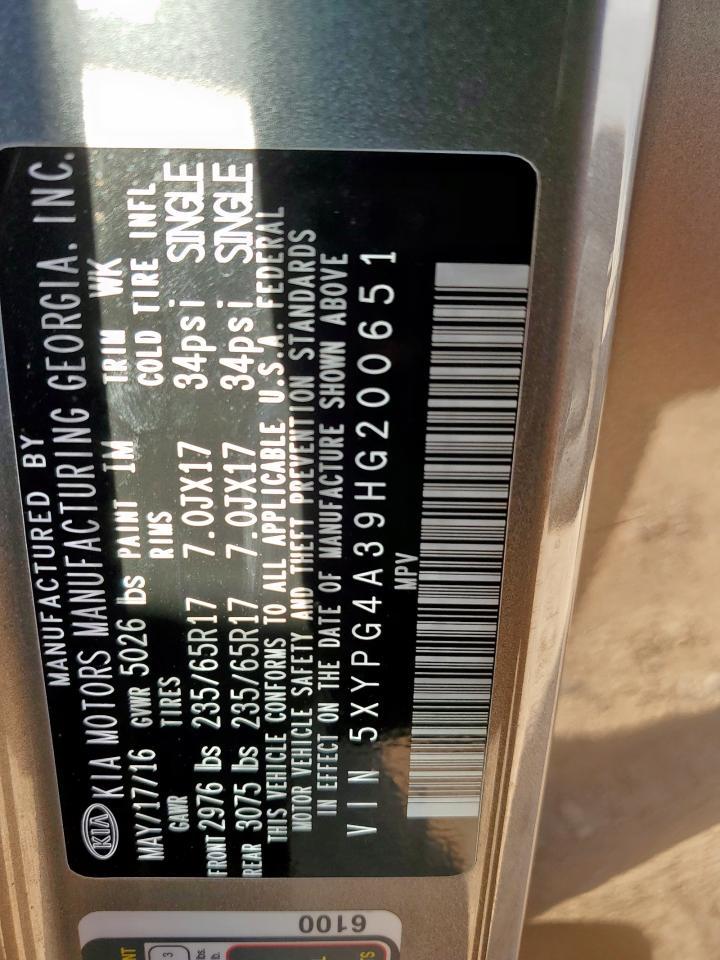 MANUFACTURED BY
KIA KIA MOTORS MANUFACTURING GEORGIA, INC.
MAY/17/16 GVWR 5026 lbs PAINT IM TRIM WK
GAWR TIRES RIMS COLD TIRE INFL
FRONT 2976 lbs 235/65R17 7.0JX17 34psi SINGLE
REAR 3075 lbs 235/65R17 7.0JX17 34psi SINGLE
THIS VEHICLE CONFORMS TO ALL APPLICABLE U.S.A. FEDERAL
MOTOR VEHICLE SAFETY AND THEFT PREVENTION STANDARDS
IN EFFECT ON THE DATE OF MANUFACTURE SHOWN ABOVE
VIN 5XYPG4A39HG200651
MPV
6100
3